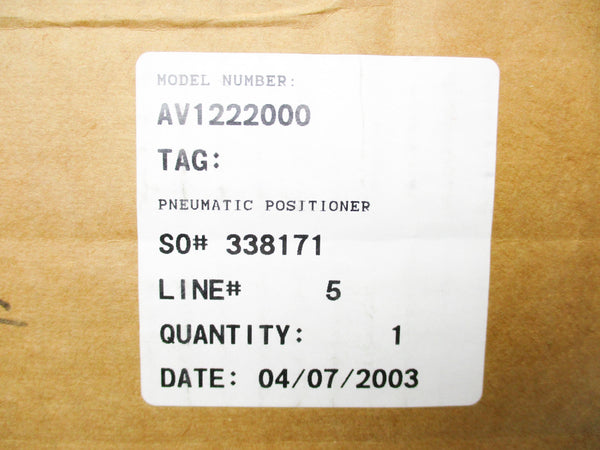 MODEL NUMBER:
AV1222000
TAG:
PNEUMATIC POSITIONER
SO# 338171
LINE# 5
QUANTITY: 1
DATE: 04/07/2003